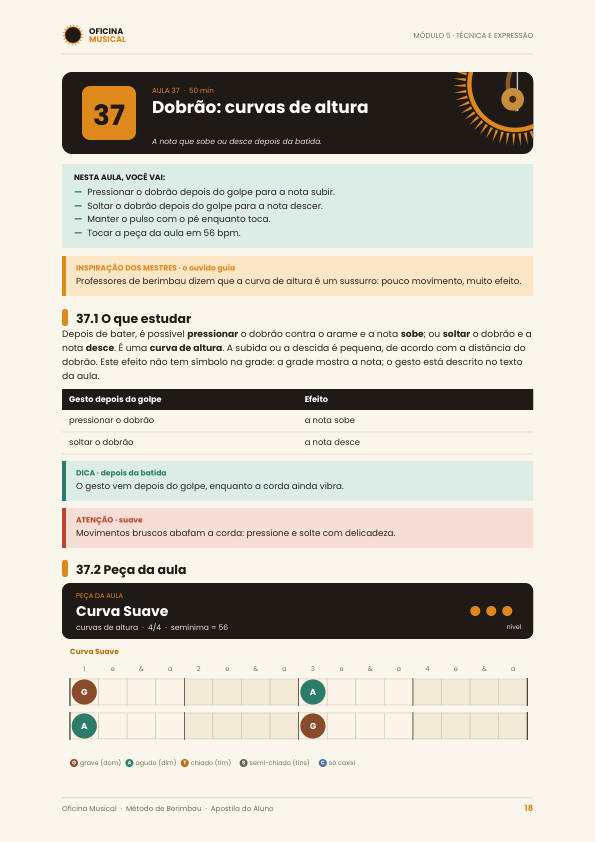 OFICINA
MUSICAL
MÓDULO 5 · TÉCNICA E EXPRESSÃO
37
AULA 37 · 50 min
Dobrão: curvas de altura
A nota que sobe ou desce depois da batida.
NESTA AULA, VOCÊ VAI:
— Pressionar o dobrão depois do golpe para a nota subir.
— Soltar o dobrão depois do golpe para a nota descer.
— Manter o pulso com o pé enquanto toca.
— Tocar a peça da aula em 56 bpm.
INSPIRAÇÃO DOS MESTRES · o ouvido guia
Professores de berimbau dizem que a curva de altura é um sussurro: pouco movimento, muito efeito.
37.1 O que estudar
Depois de bater, é possível pressionar o dobrão contra o arame e a nota sobe; ou soltar o dobrão e a
nota desce. É uma curva de altura. A subida ou a descida é pequena, de acordo com a distância do
dobrão. Este efeito não tem símbolo na grade: a grade mostra a nota; o gesto está descrito no texto
da aula.
Gesto depois do golpe Efeito
pressionar o dobrão a nota sobe
soltar o dobrão a nota desce
DICA · depois da batida
O gesto vem depois do golpe, enquanto a corda ainda vibra.
ATENÇÃO · suave
Movimentos bruscos abafam a corda: pressione e solte com delicadeza.
37.2 Peça da aula
PEÇA DA AULA
Curva Suave
curvas de altura · 4/4 · semínima = 56
nível
Curva Suave
1 e & a 2 e & a 3 e & a 4 e & a
G A
A G
G grave (dom) A agudo (dim) T chiado (tim) S semi-chiado (tins) C só caxixi
Oficina Musical · Método de Berimbau · Apostila do Aluno
18